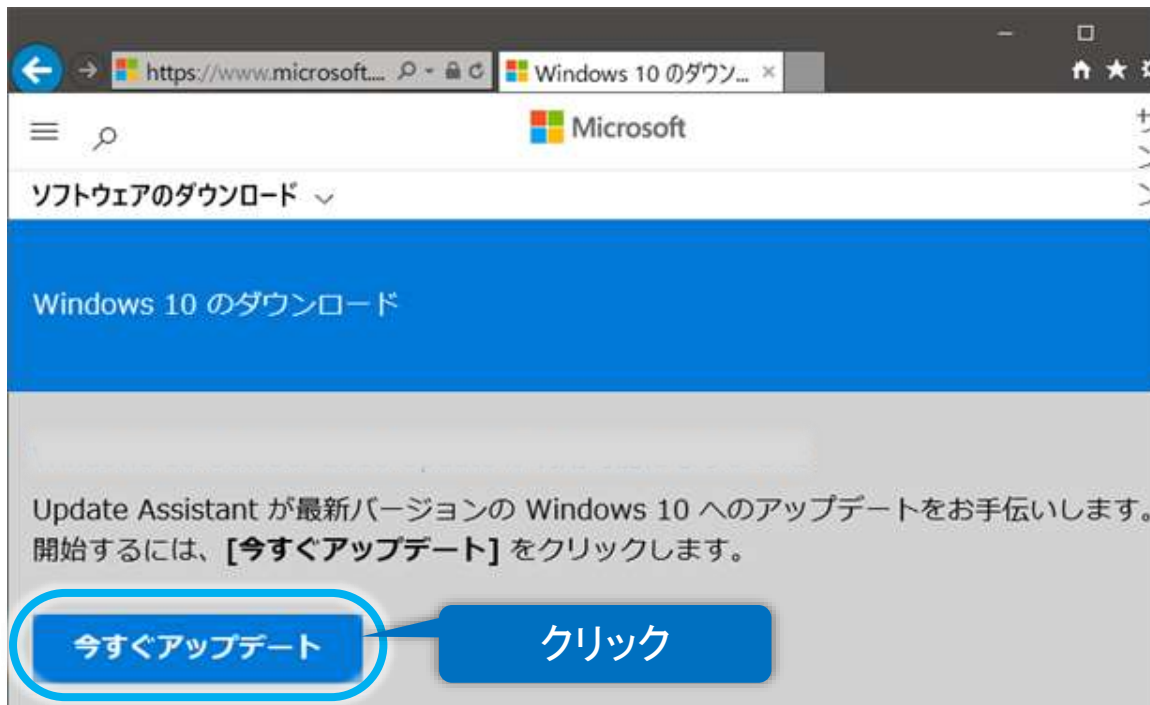 https://www.microsoft....
Windows 10 のダウン...
Microsoft
サ
ン
ソフトウェアのダウンロード
Windows 10 のダウンロード
Update Assistant が最新バージョンの Windows 10 へのアップデートをお手伝いします。
開始するには、[今すぐアップデート] をクリックします。
今すぐアップデート
クリック